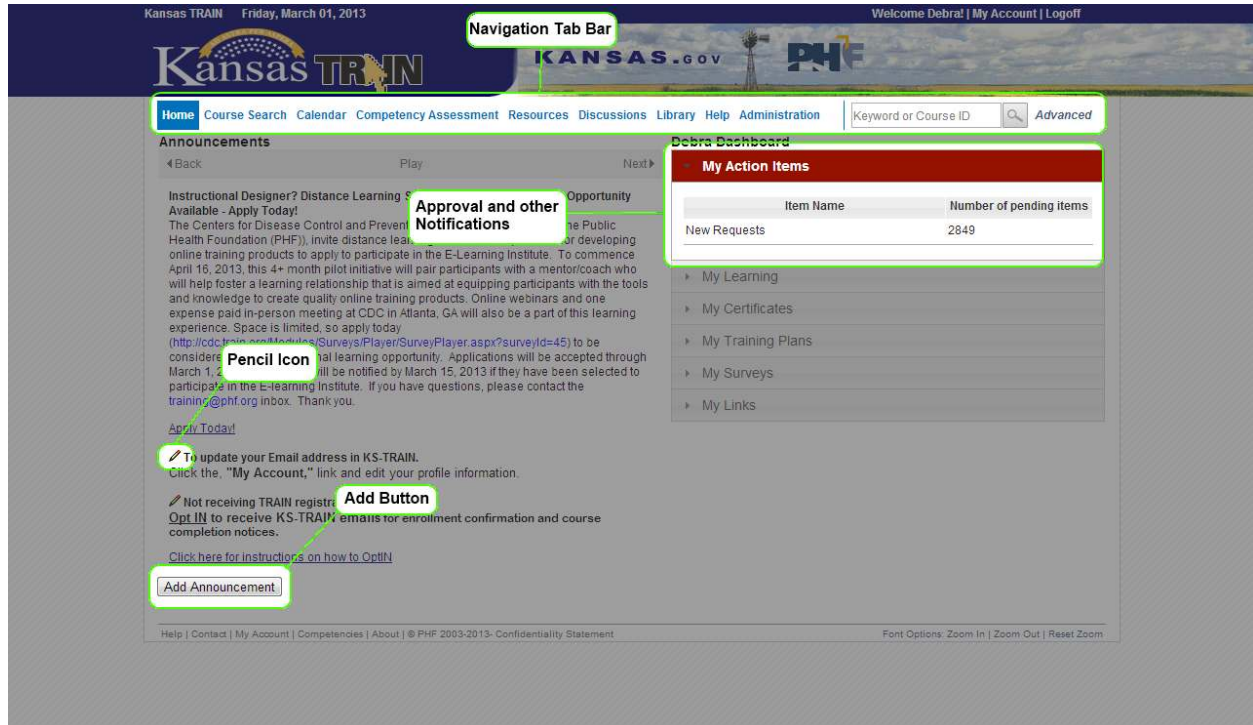 Kansas TRAIN Friday, March 01, 2013
Welcome Debra! | My Account | Logoff
Navigation Tab Bar
Kansas TRAIN
KANSAS.GOV
PHF
Home Course Search Calendar Competency Assessment Resources Discussions Library Help Administration
Keyword or Course ID
Advanced
Announcements
Back Play Next
Instructional Designer? Distance Learning Opportunity
Available - Apply Today!
The Centers for Disease Control and Public
Health Foundation (PHF)), invite distance developing
online training products to apply to participate in the E-Learning Institute. To commence
April 16, 2013, this 4+ month pilot initiative will pair participants with a mentor/coach who
will help foster a learning relationship that is aimed at equipping participants with the tools
and knowledge to create quality online training products. Online webinars and one
expense paid in-person meeting at CDC in Atlanta, GA will also be a part of this learning
experience. Space is limited, so apply today
(http://cdc.train.org/Modules/Surveys/Player/SurveyPlayer.aspx?surveyId=45) to be
learning opportunity. Applications will be accepted through
March 1, be notified by March 15, 2013 if they have been selected to
participate in the E-learning Institute. If you have questions, please contact the
training@phf.org inbox. Thank you.
Apply Today!
Approval and other
Notifications
Pencil Icon
To update your Email address in KS-TRAIN.
Click the, "My Account," link and edit your profile information.
Not receiving TRAIN
Add Button
Opt IN to receive KS-TRAIN emails for enrollment confirmation and course
completion notices.
Click here for instructions on how to OptIN
Add Announcement
Debra Dashboard
My Action Items
Item Name Number of pending items
New Requests 2849
My Learning
My Certificates
My Training Plans
My Surveys
My Links
Help | Contact | My Account | Competencies | About | © PHF 2003-2013- Confidentiality Statement
Font Options: Zoom In | Zoom Out | Reset Zoom